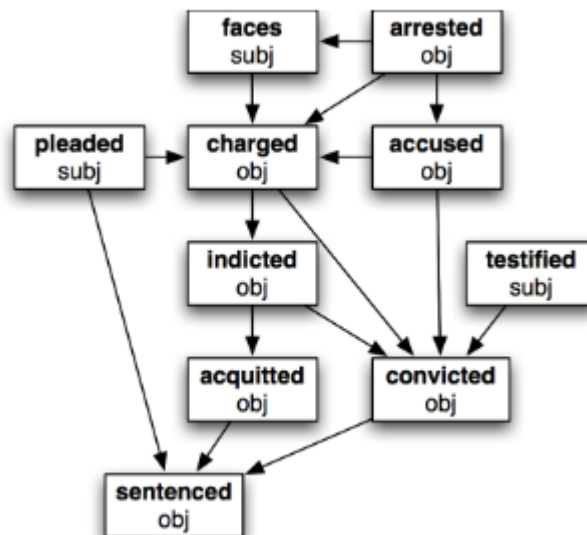 faces
subj
arrested
obj
pleaded
subj
charged
obj
accused
obj
indicted
obj
testified
subj
acquitted
obj
convicted
obj
sentenced
obj